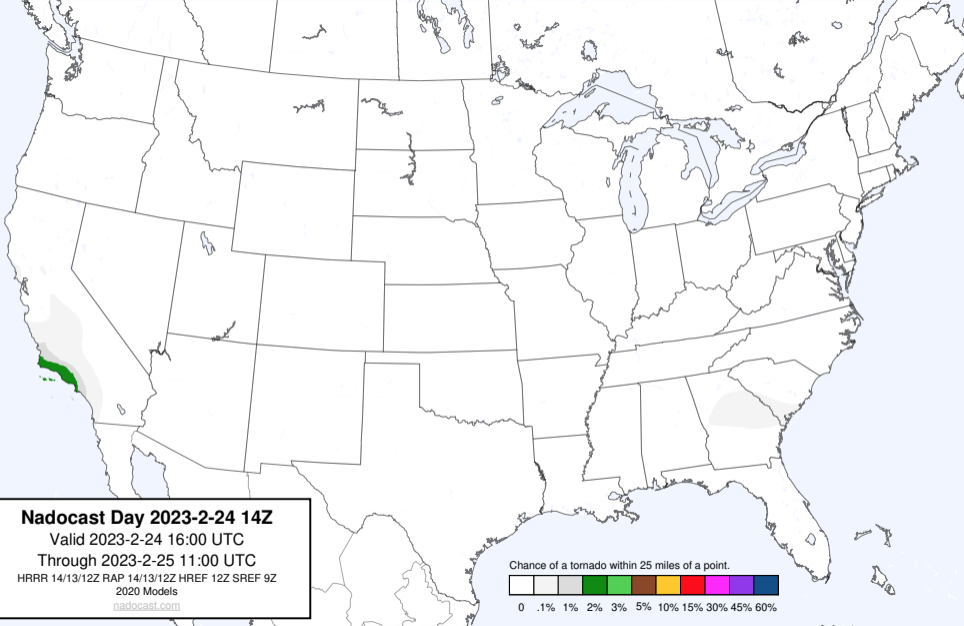 Nadocast Day 2023-2-24 14Z
Valid 2023-2-24 16:00 UTC
Through 2023-2-25 11:00 UTC
HRRR 14/13/12Z RAP 14/13/12Z HREF 12Z SREF 9Z
2020 Models
nadocast.com
Chance of a tornado within 25 miles of a point.
0 .1% 1% 2% 3% 5% 10% 15% 30% 45% 60%